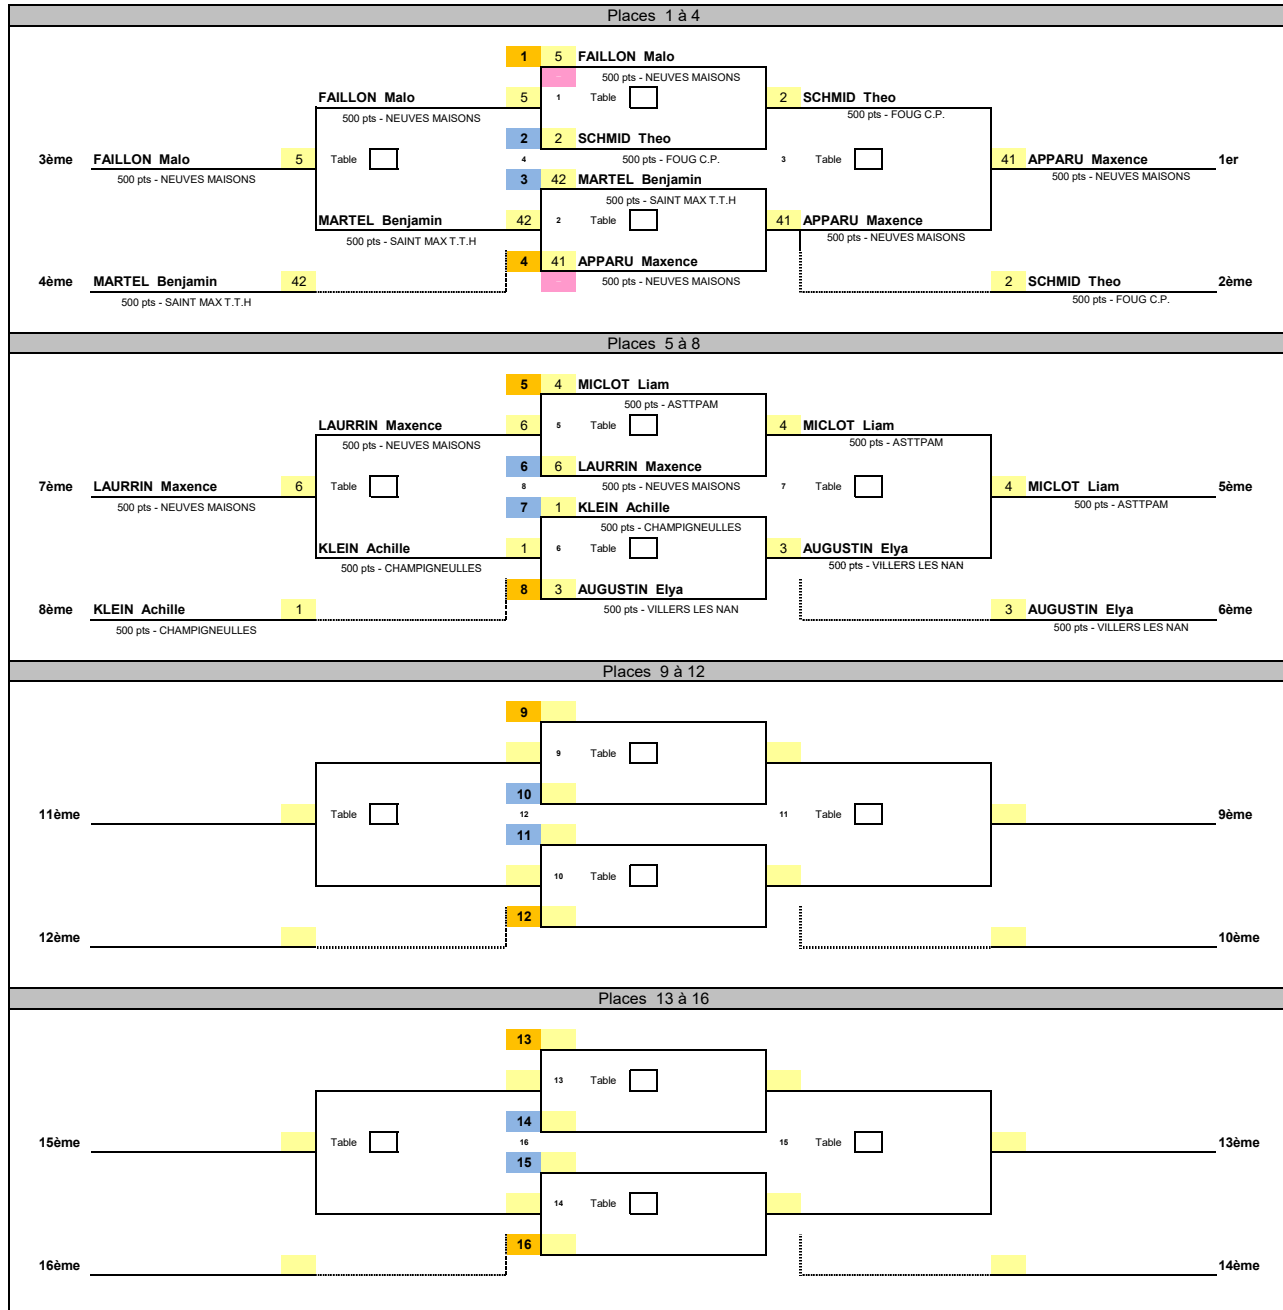 Places 1 à 4
1 5 FAILLON Malo
500 pts - NEUVES MAISONS
FAILLON Malo 5 1 Table 2 SCHMID Theo
500 pts - NEUVES MAISONS 500 pts - FOUG C.P.
2 2 SCHMID Theo
3ème FAILLON Malo 5 Table 4 500 pts - FOUG C.P. 3 Table 41 APPARU Maxence 1er
500 pts - NEUVES MAISONS 3 42 MARTEL Benjamin 500 pts - NEUVES MAISONS
500 pts - SAINT MAX T.T.H
MARTEL Benjamin 42 2 Table 41 APPARU Maxence
500 pts - SAINT MAX T.T.H 500 pts - NEUVES MAISONS
4 41 APPARU Maxence
4ème MARTEL Benjamin 42 500 pts - NEUVES MAISONS 2 SCHMID Theo 2ème
500 pts - SAINT MAX T.T.H 500 pts - FOUG C.P.
Places 5 à 8
5 4 MICLOT Liam
500 pts - ASTTPAM
LAURRIN Maxence 6 5 Table 4 MICLOT Liam
500 pts - NEUVES MAISONS 500 pts - ASTTPAM
6 6 LAURRIN Maxence
7ème LAURRIN Maxence 6 Table 8 500 pts - NEUVES MAISONS 7 Table 4 MICLOT Liam 5ème
500 pts - NEUVES MAISONS 7 1 KLEIN Achille 500 pts - ASTTPAM
500 pts - CHAMPIGNEULLES
KLEIN Achille 1 6 Table 3 AUGUSTIN Elya
500 pts - CHAMPIGNEULLES 500 pts - VILLERS LES NAN
8 3 AUGUSTIN Elya
8ème KLEIN Achille 1 500 pts - VILLERS LES NAN 3 AUGUSTIN Elya 6ème
500 pts - CHAMPIGNEULLES 500 pts - VILLERS LES NAN
Places 9 à 12
9
9 Table
10
11ème Table 12 11 Table 9ème
11
10 Table
12
12ème 10ème
Places 13 à 16
13
13 Table
14
15ème Table 16 15 Table 13ème
15
14 Table
16
16ème 14ème